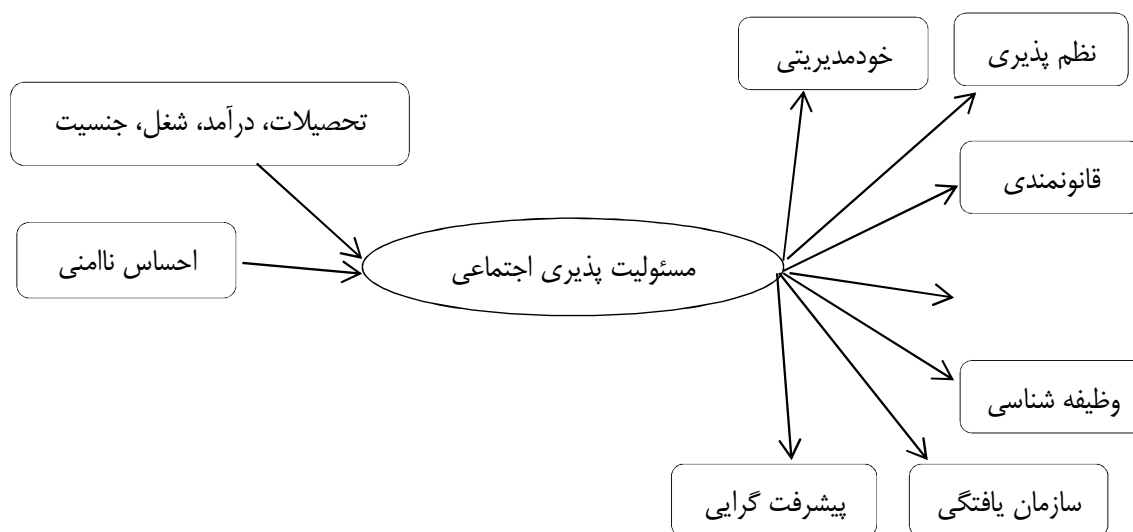 نظم پذیری
خودمدیریتی
تحصیلات، درآمد، شغل، جنسیت
قانونمندی
احساس ناامنی
مسئولیت پذیری اجتماعی
وظیفه شناسی
سازمان یافتگی
پیشرفت گرایی